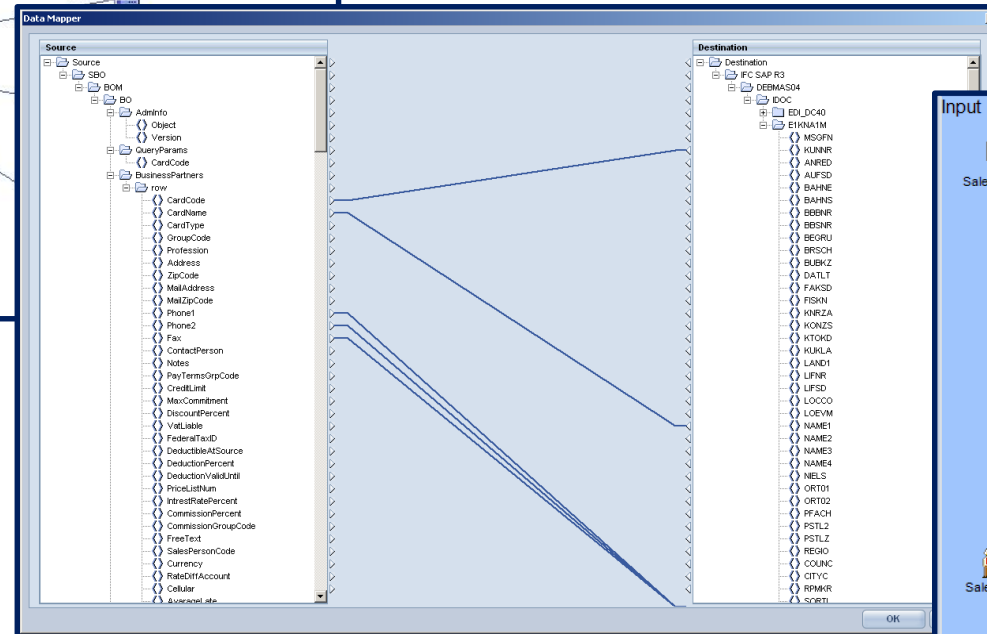 Data Mapper
Source
Source
SBO
BOM
BO
AdmInfo
Object
Version
QueryParams
CardCode
BusinessPartners
row
CardCode
CardName
CardType
GroupCode
Profession
Address
ZipCode
MailAddress
MailZipCode
Phone1
Phone2
Fax
ContactPerson
Notes
PayTermsGrpCode
CreditLimit
MaxCommitment
DiscountPercent
VatLiable
FederalTaxID
DeductibleAtSource
DeductionPercent
DeductionValidUntil
PriceListNum
IntrestRatePercent
CommissionPercent
CommissionGroupCode
FreeText
SalesPersonCode
Currency
RateDiffAccount
Cellular
AvarageLate
Destination
Destination
IFC SAP R3
DEBMAS04
IDOC
EDI_DC40
E1KNA1M
MSGFN
KUNNR
ANRED
AUFSD
BAHNE
BAHNS
BBBNR
BBSNR
BEGRU
BRSCH
BUBKZ
DATLT
FAKSD
FISKN
KNRZA
KONZS
KTOKD
KUKLA
LAND1
LIFNR
LIFSD
LOCCO
LOEVM
NAME1
NAME2
NAME3
NAME4
NIELS
ORT01
ORT02
PFACH
PSTL2
PSTLZ
REGIO
COUNC
CITYC
RPMKR
SORTL
OK
Input
Sale
Sale